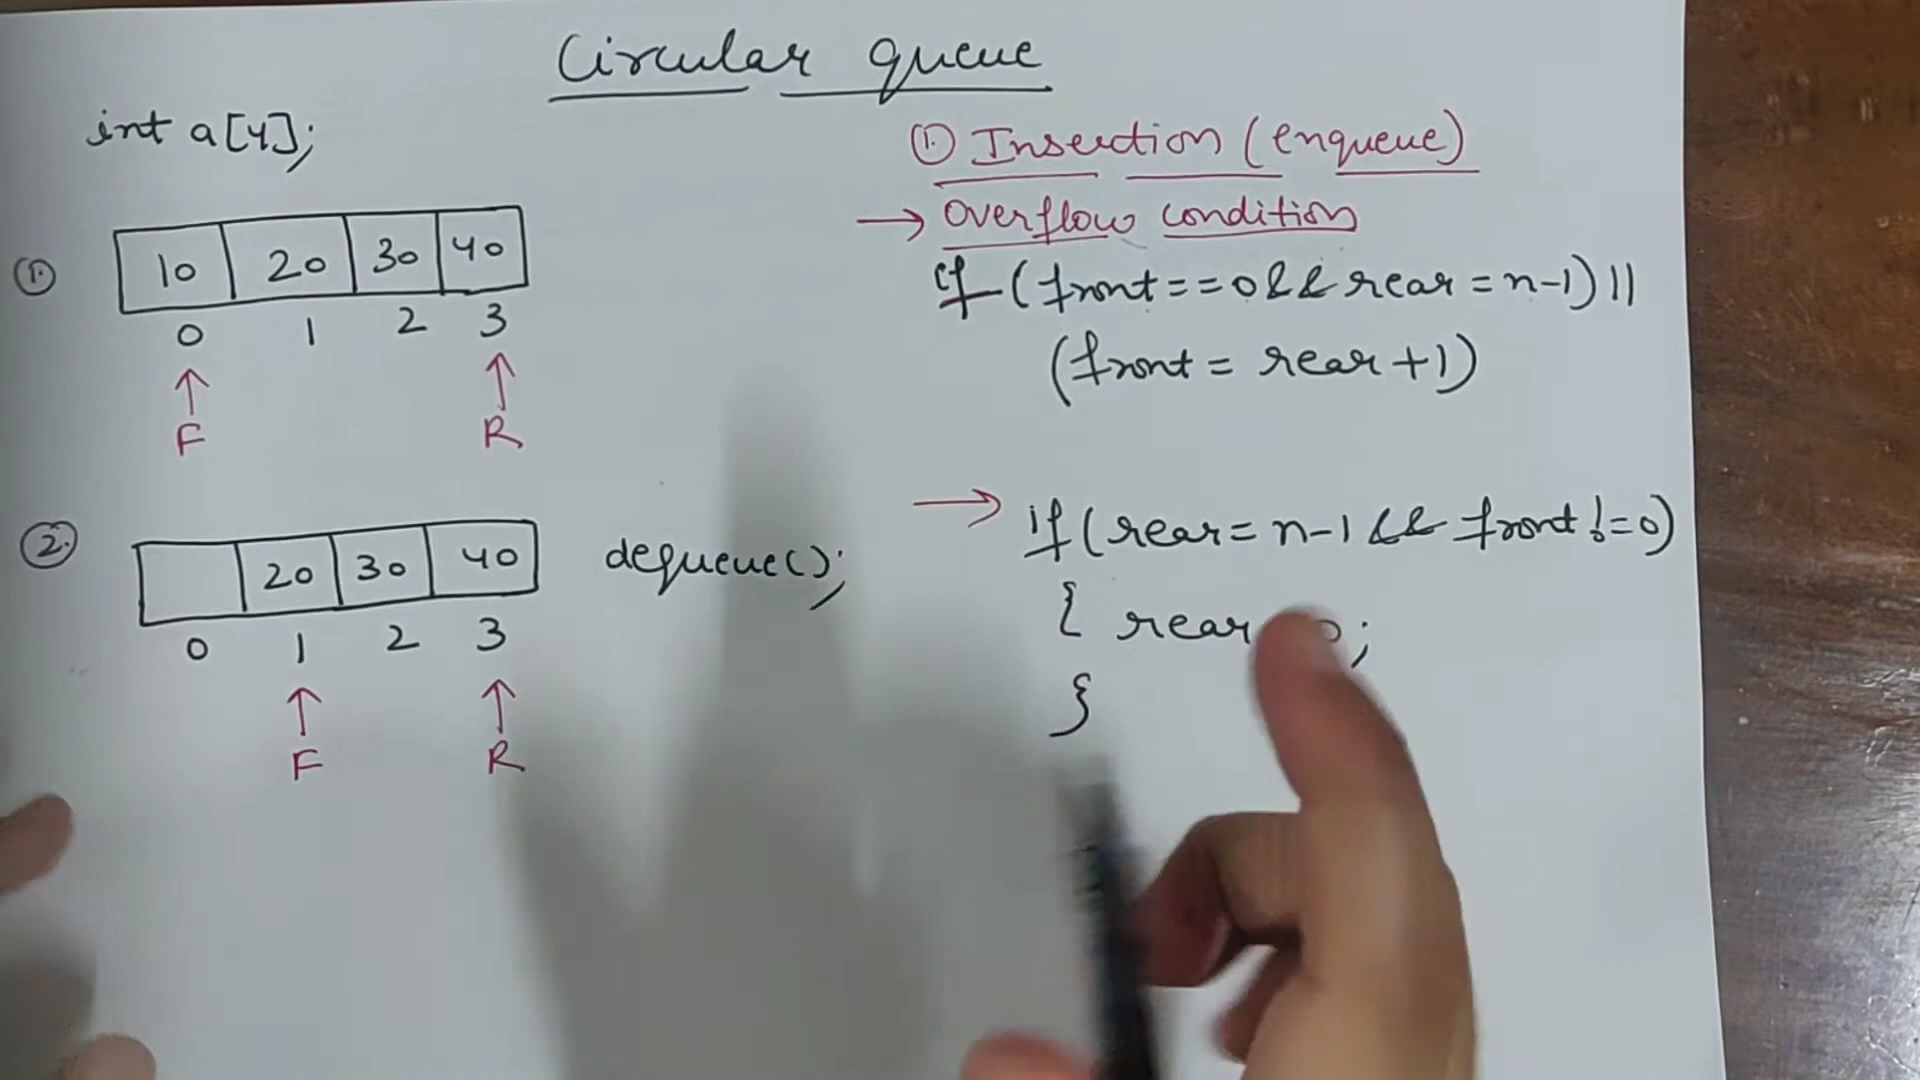 Circular queue
int a[4];
① 10 20 30 40
0 1 2 3
↑ ↑
F R
② 20 30 40 dequeue();
0 1 2 3
↑ ↑
F R
① Insertion (enqueue)
→ Overflow condition
if (front==0&&rear=n-1)||
(front = rear+1)
→ if(rear=n-1 && front!=0)
{ rear 0;
}